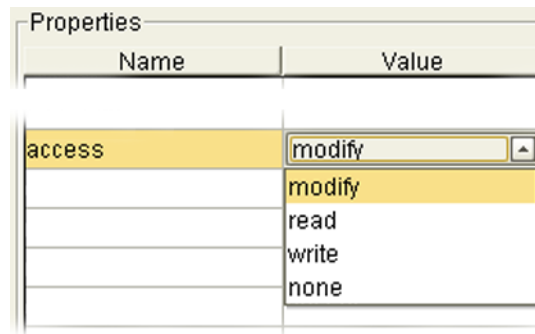 Properties
Name Value
access modify
modify
read
write
none